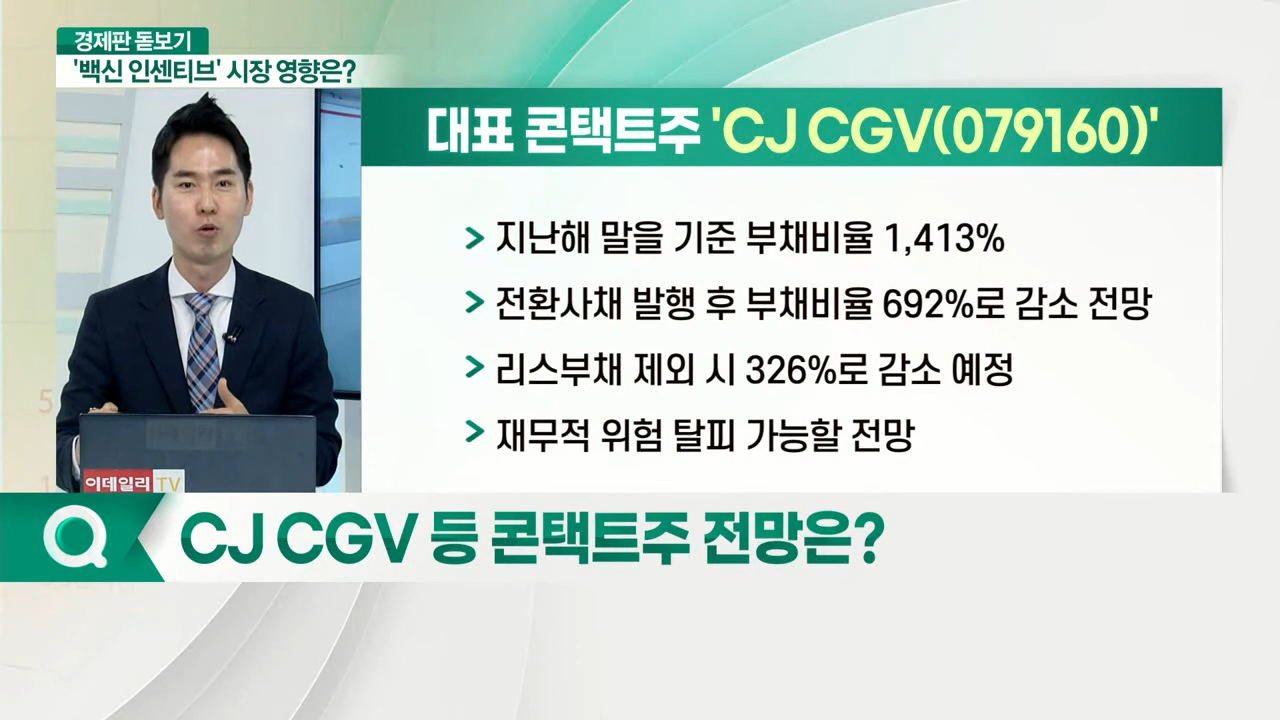 경제판 돋보기
'백신 인센티브' 시장 영향은?
대표 콘택트주 'CJ CGV(079160)'
> 지난해 말을 기준 부채비율 1,413%
> 전환사채 발행 후 부채비율 692%로 감소 전망
> 리스부채 제외 시 326%로 감소 예정
> 재무적 위험 탈피 가능할 전망
이데일리 TV
CJ CGV 등 콘택트주 전망은?